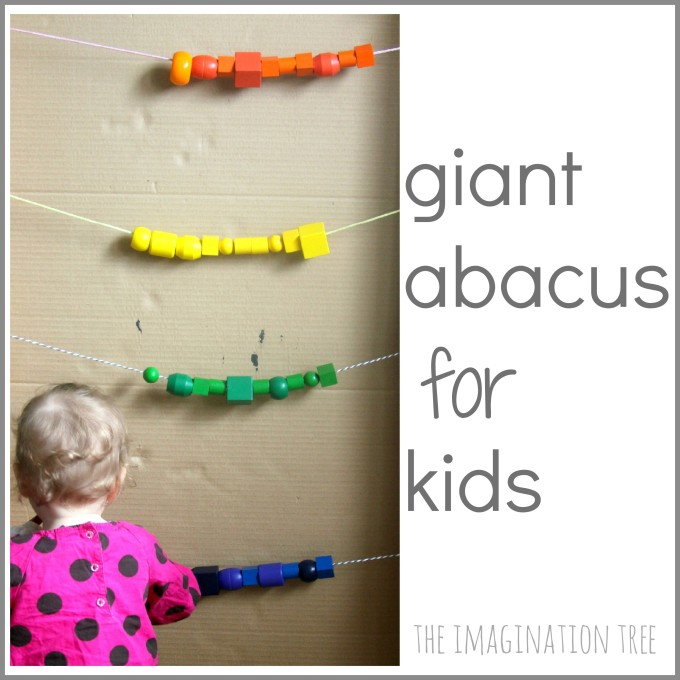 giant
abacus
for
kids
THE IMAGINATION TREE